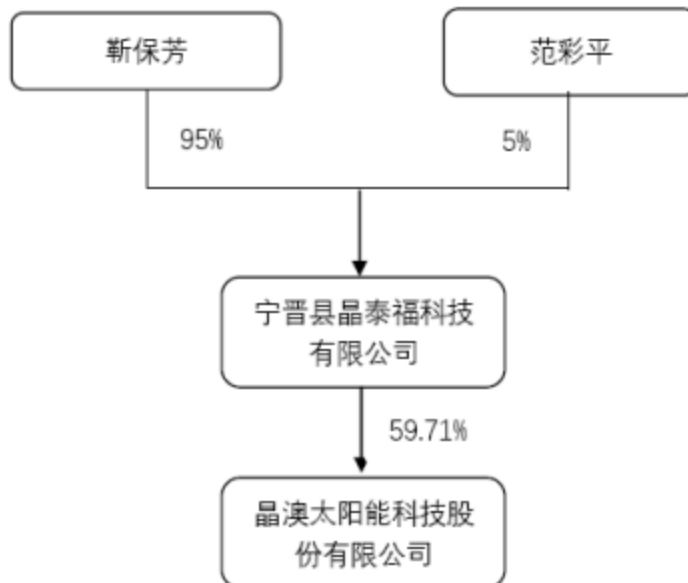 靳保芳
范彩平
95%
5%
宁晋县晶泰福科技
有限公司
59.71%
晶澳太阳能科技股
份有限公司